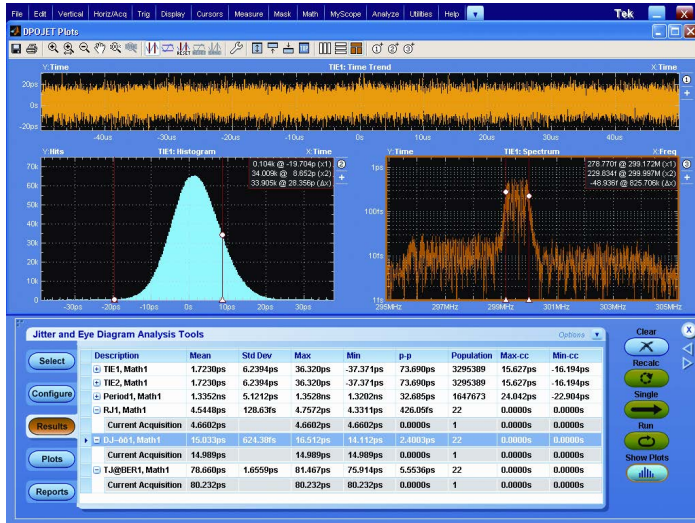 File Edit Vertical Horiz/Acq Trig Display Cursors Measure Mask Math MyScope Analyze Utilities Help Tek
DPOJET Plots
Y:Time TIE1: Time Trend X:Time
20ps
0s
-20ps
-40us -30us -20us -10us 0s 10us 20us 30us 40us
Y:Hits TIE1: Histogram X:Time
0.104k @ -19.704p (x1)
34.009k @ 8.652p (x2)
33.905k @ 28.356p (Δx)
70k
60k
50k
40k
30k
20k
10k
0
-30ps -20ps -10ps 0s 10ps 20ps 30ps
Y:Time TIE1: Spectrum X:Freq
278.770f @ 299.172M (x1)
229.834f @ 299.997M (x2)
-48.936f @ 825.706k (Δx)
1ps
100fs
10fs
1fs
295MHz 297MHz 299MHz 301MHz 303MHz 305MHz
Jitter and Eye Diagram Analysis Tools Options
Select
Configure
Results
Plots
Reports
Description Mean Std Dev Max Min p-p Population Max-cc Min-cc
TIE1, Math1 1.7230ps 6.2394ps 36.320ps -37.371ps 73.690ps 3295389 15.627ps -16.194ps
TIE2, Math1 1.7230ps 6.2394ps 36.320ps -37.371ps 73.690ps 3295389 15.627ps -16.194ps
Period1, Math1 1.3352ns 5.1212ps 1.3528ns 1.3202ns 32.685ps 1647673 24.042ps -22.904ps
RJ1, Math1 4.5448ps 128.63fs 4.7572ps 4.3311ps 426.05fs 22 0.0000s 0.0000s
Current Acquisition 4.6602ps 4.6602ps 4.6602ps 0.0000s 1 0.0000s 0.0000s
DJ-δδ1, Math1 15.033ps 624.30fs 16.512ps 14.112ps 2.4003ps 22 0.0000s 0.0000s
Current Acquisition 14.989ps 14.989ps 14.989ps 0.0000s 1 0.0000s 0.0000s
TJ@BER1, Math1 78.660ps 1.6559ps 81.467ps 75.914ps 5.5536ps 22 0.0000s 0.0000s
Current Acquisition 80.232ps 80.232ps 80.232ps 0.0000s 1 0.0000s 0.0000s
Clear
Recalc
Single
Run
Show Plots